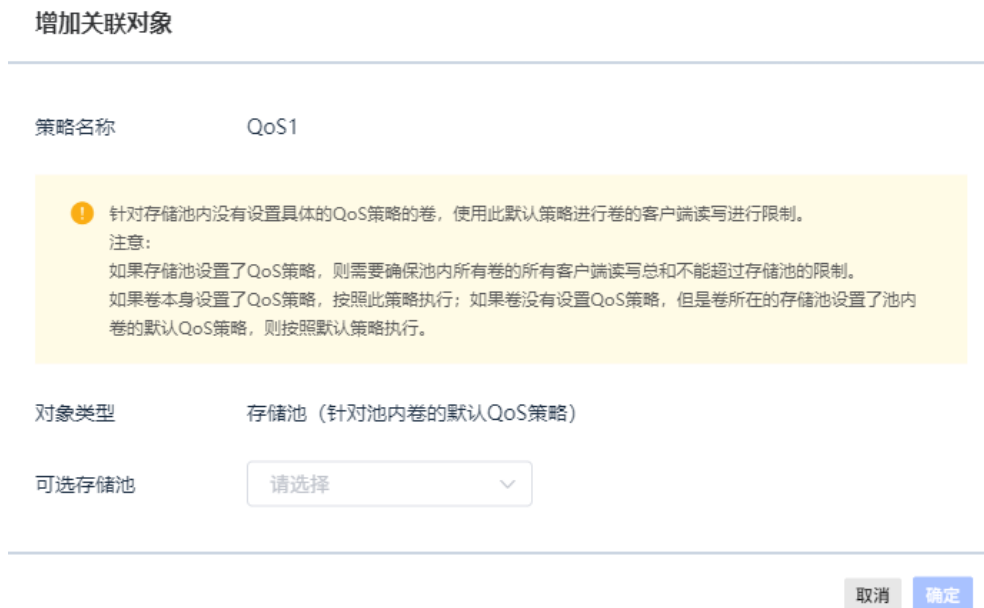 增加关联对象
策略名称 QoS1
针对存储池内没有设置具体的QoS策略的卷，使用此默认策略进行卷的客户端读写进行限制。
注意：
如果存储池设置了QoS策略，则需要确保池内所有卷的所有客户端读写总和不能超过存储池的限制。
如果卷本身设置了QoS策略，按照此策略执行；如果卷没有设置QoS策略，但是卷所在的存储池设置了池内
卷的默认QoS策略，则按照默认策略执行。
对象类型 存储池（针对池内卷的默认QoS策略）
可选存储池 请选择
取消 确定